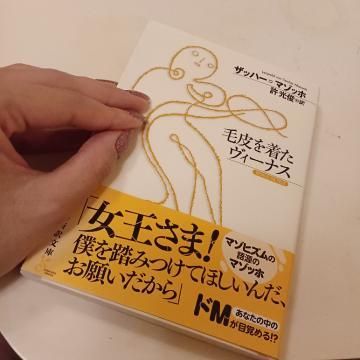 ザッハー=マゾッホ
許 光俊 訳
毛皮を着た
ヴィーナス
「女王さま!
僕を踏みつけてほしいんだ、
お願いだから」
マゾヒズムの
語源の
マゾッホ
あなたの中の
ドMが目覚める!?
訳文庫